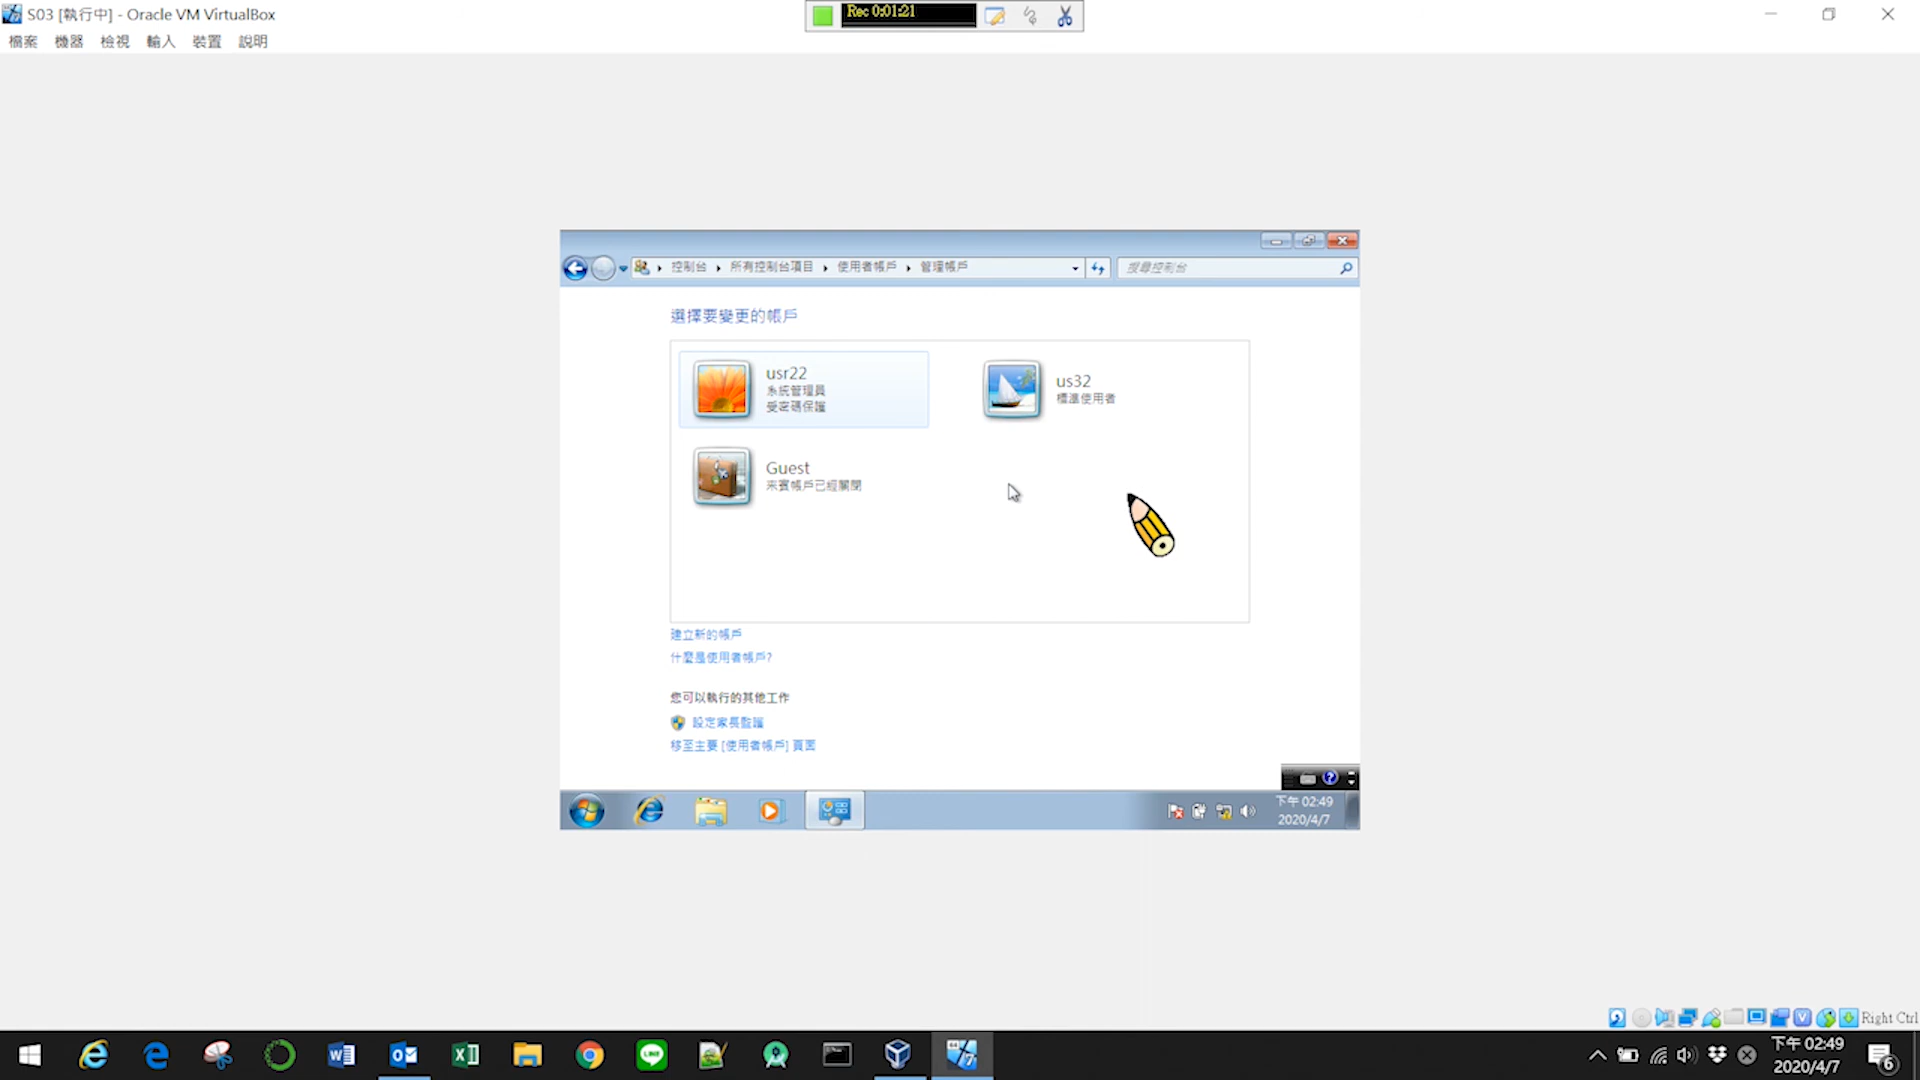 S03 [執行中] - Oracle VM VirtualBox
Rec 0:01:21
檔案 機器 檢視 輸入 裝置 說明
控制台 所有控制台項目 使用者帳戶 管理帳戶
搜尋控制台
選擇要變更的帳戶
usr22
系統管理員
受密碼保護
us32
標準使用者
Guest
來賓帳戶已經關閉
建立新的帳戶
什麼是使用者帳戶?
您可以執行的其他工作
設定家長監護
移至主要 [使用者帳戶] 頁面
下午 02:49
2020/4/7
Right Ctrl
下午 02:49
2020/4/7
6